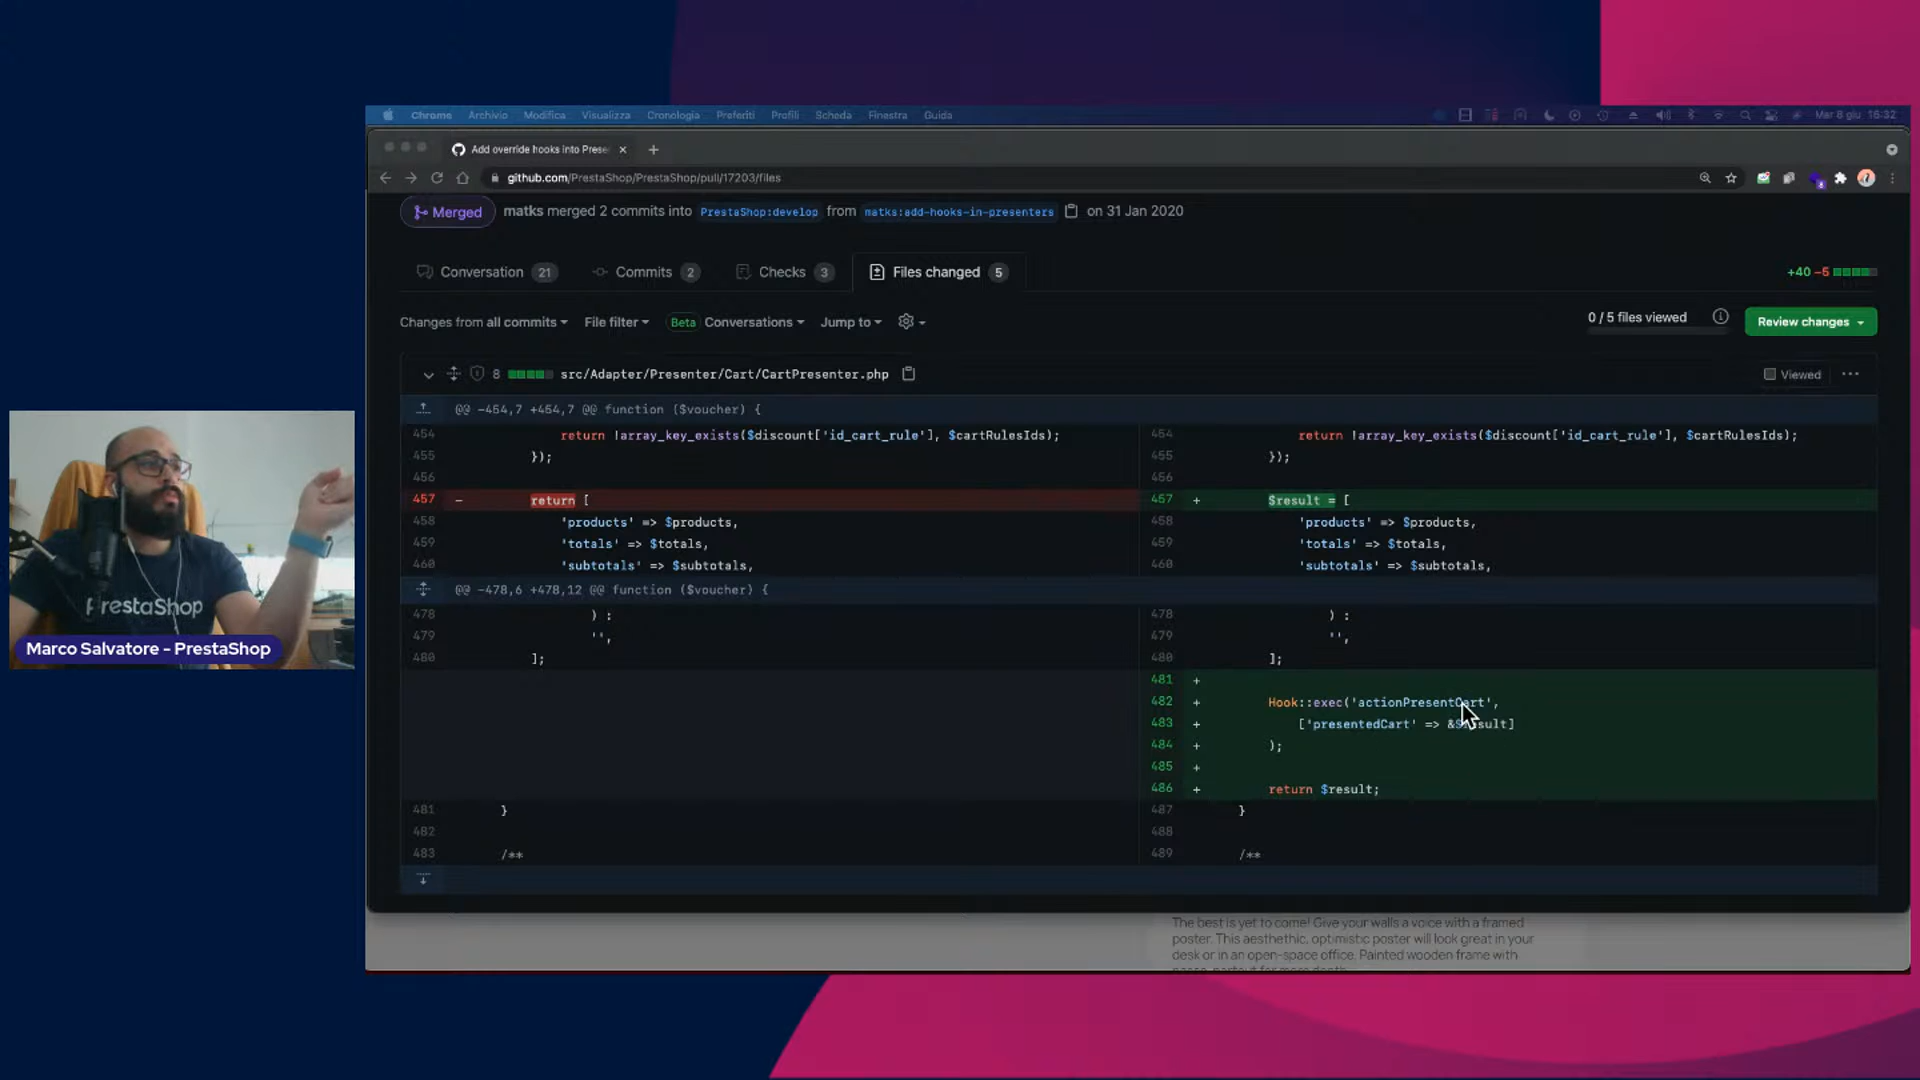 Chrome Archivio Modifica Visualizza Cronologia Preferiti Profili Scheda Finestra Guida Mar 8 giu 16:32
Add override hooks into Prese
github.com/PrestaShop/PrestaShop/pull/17203/files
Merged matks merged 2 commits into PrestaShop:develop from matks:add-hooks-in-presenters on 31 Jan 2020
Conversation 21 Commits 2 Checks 3 Files changed 5 +40 −5
Changes from all commits File filter Beta Conversations Jump to 0 / 5 files viewed Review changes
8 src/Adapter/Presenter/Cart/CartPresenter.php Viewed
@@ -454,7 +454,7 @@ function ($voucher) {
454 return !array_key_exists($discount['id_cart_rule'], $cartRulesIds); 454 return !array_key_exists($discount['id_cart_rule'], $cartRulesIds);
455 }); 455 });
456 456
457 - return [ 457 + $result = [
458 'products' => $products, 458 'products' => $products,
459 'totals' => $totals, 459 'totals' => $totals,
460 'subtotals' => $subtotals, 460 'subtotals' => $subtotals,
@@ -478,6 +478,12 @@ function ($voucher) {
478 ) : 478 ) :
479 '', 479 '',
480 ]; 480 ];
481 +
482 + Hook::exec('actionPresentCart',
483 + ['presentedCart' => &$result]
484 + );
485 +
486 + return $result;
481 } 487 }
482 488
483 /** 489 /**
The best is yet to come! Give your walls a voice with a framed
poster. This aesthethic, optimistic poster will look great in your
desk or in an open-space office. Painted wooden frame with
PrestaShop
Marco Salvatore - PrestaShop